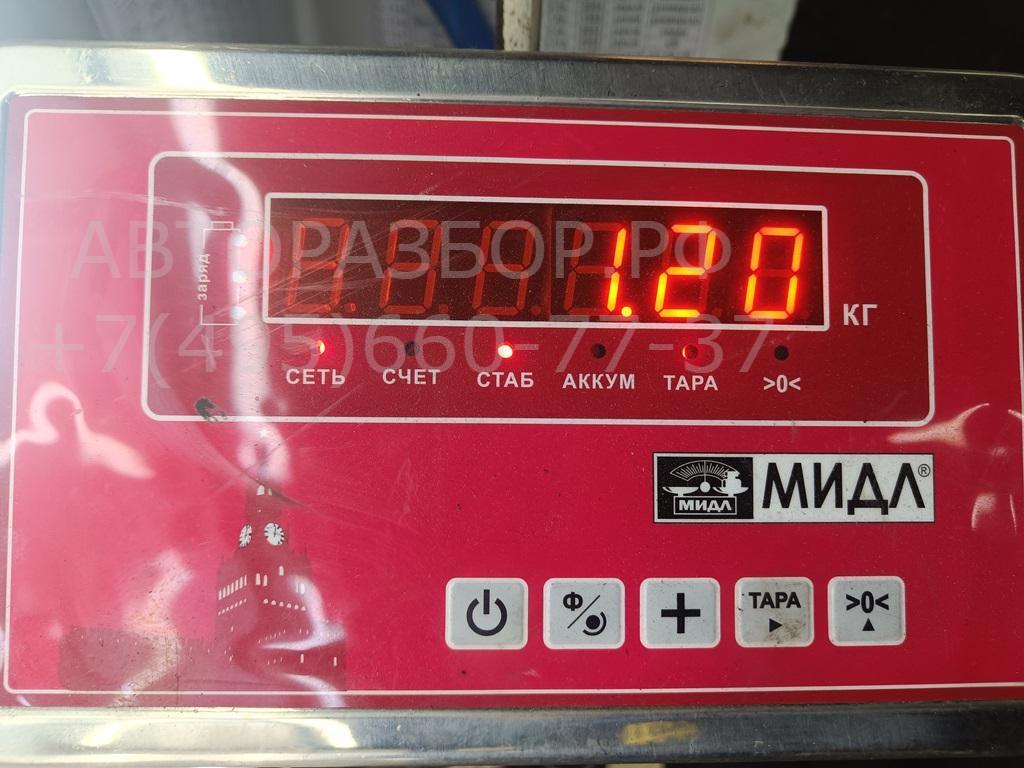 1.20
КГ
заряд
АВТОРАЗБОР.РФ
+7(495)660-77-37
СЕТЬ СЧЕТ СТАБ АККУМ ТАРА >0<
МИДЛ МИДЛ®
Ф ТАРА >0<